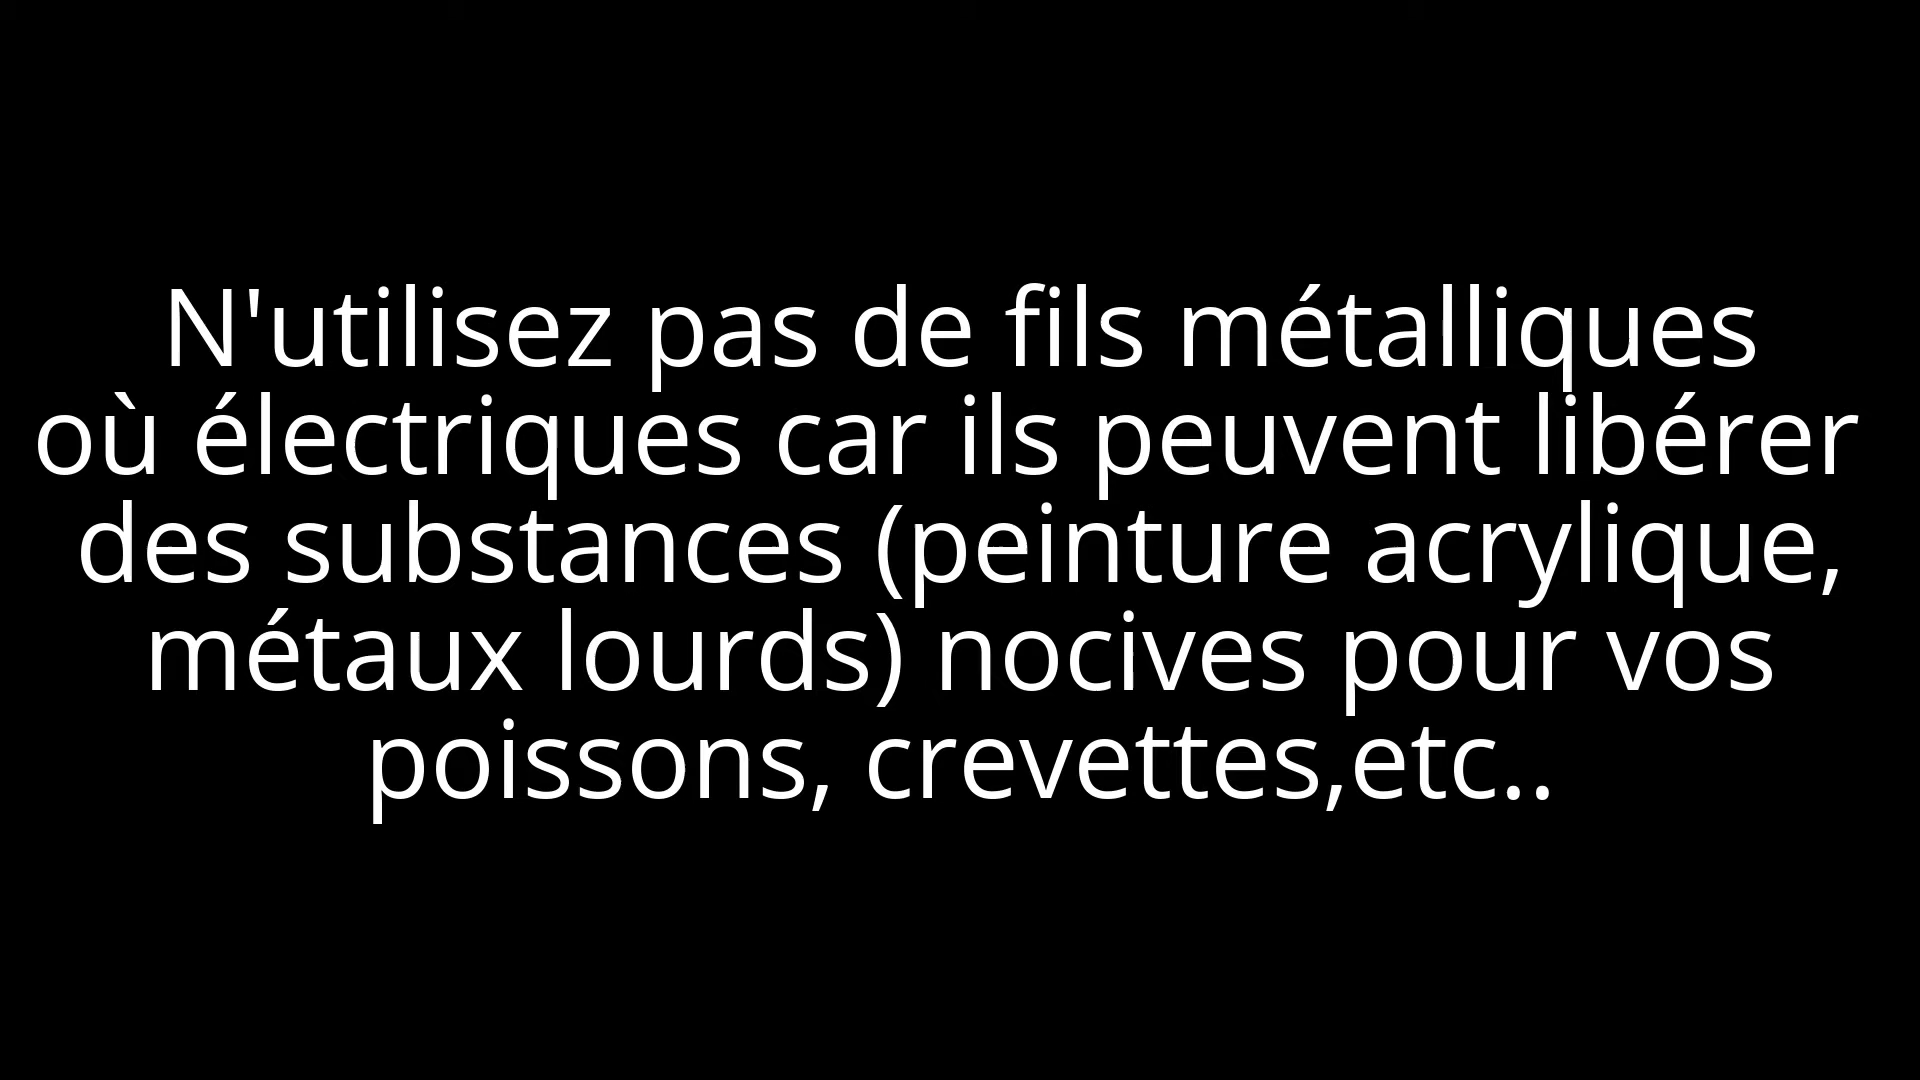 N'utilisez pas de fils métalliques
où électriques car ils peuvent libérer
des substances (peinture acrylique,
métaux lourds) nocives pour vos
poissons, crevettes,etc..